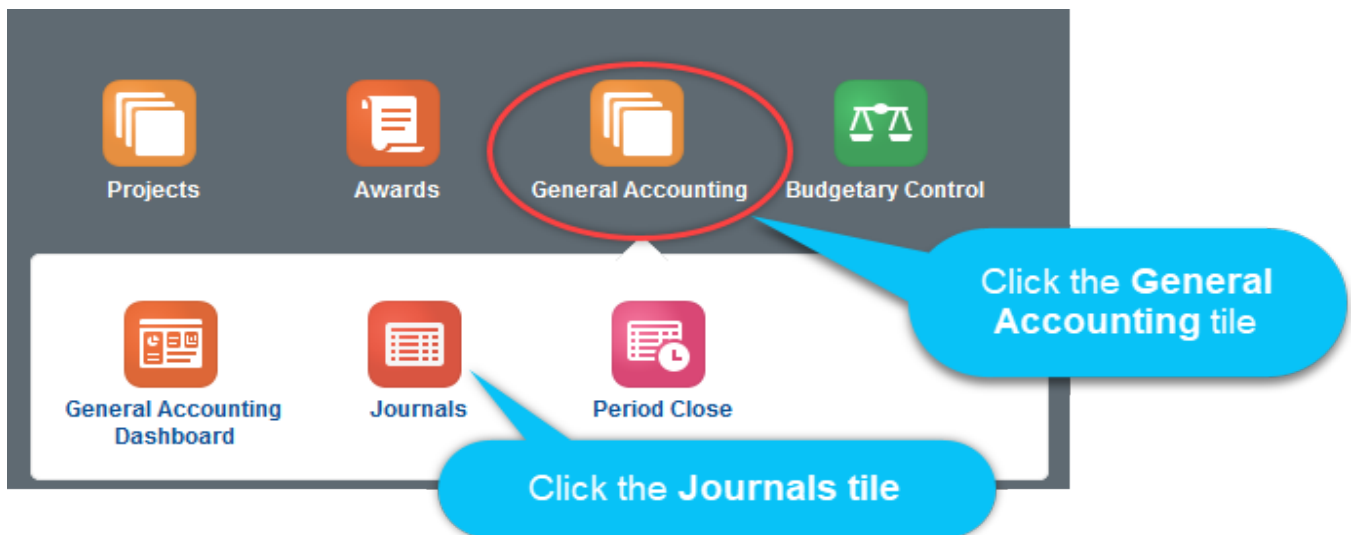 Projects
Awards
General Accounting
Budgetary Control
Click the General
Accounting tile
General Accounting
Dashboard
Journals
Period Close
Click the Journals tile